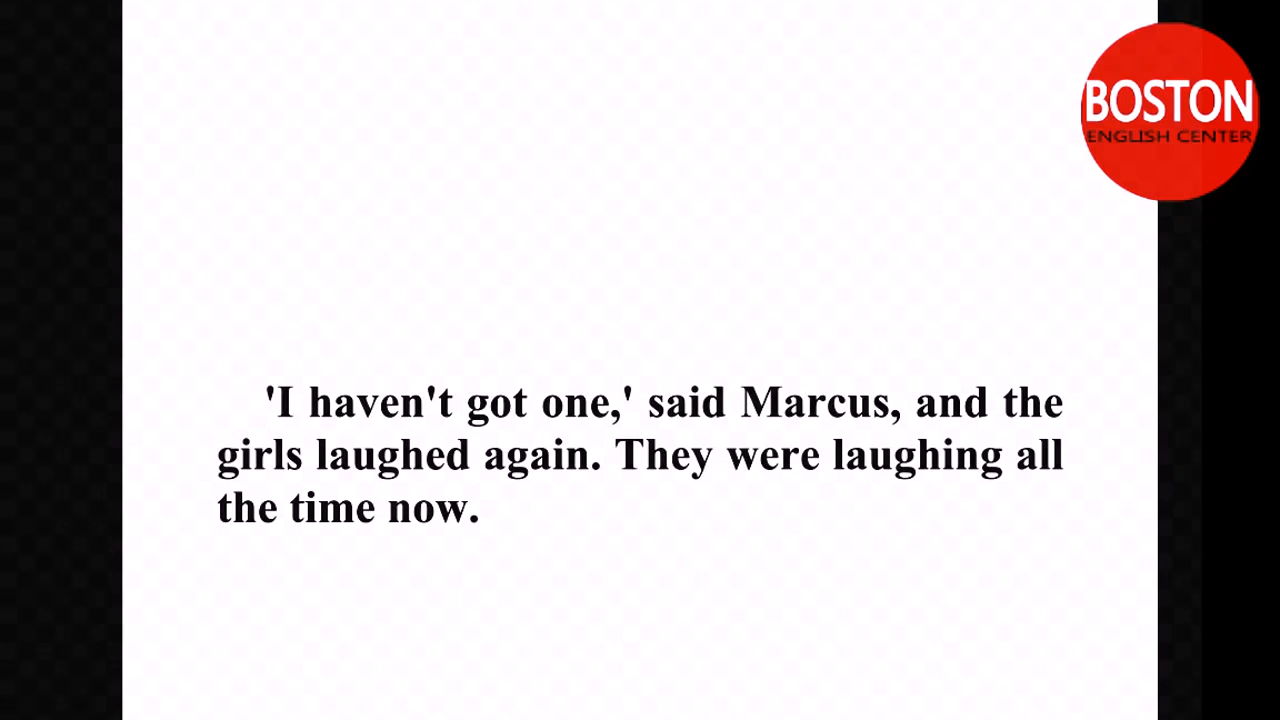 BOSTON
ENGLISH CENTER
'I haven't got one,' said Marcus, and the
girls laughed again. They were laughing all
the time now.